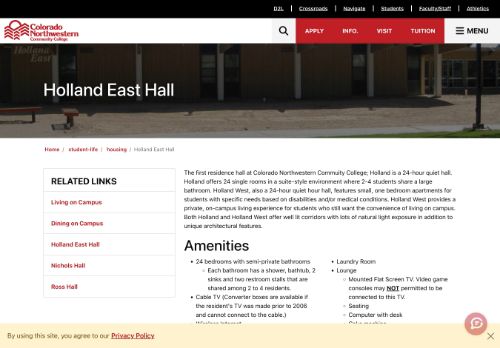 D2L Crossroads Navigate Students Faculty/Staff Athletics
Colorado
Northwestern
Community College
APPLY INFO. VISIT TUITION MENU
Holland
East
Holland East Hall
Home / student-life / housing / Holland East Hall
RELATED LINKS
Living on Campus
Dining on Campus
Holland East Hall
Nichols Hall
Ross Hall
The first residence hall at Colorado Northwestern Community College; Holland is a 24-hour quiet hall.
Holland offers 24 single rooms in a suite-style environment where 2-4 students share a large
bathroom. Holland West, also a 24-hour quiet hour hall, features small, one bedroom apartments for
students with specific needs based on disabilities and/or medical conditions. Holland West provides a
private, on-campus living experience for students who still want the convenience of living on campus.
Both Holland and Holland West offer well lit corridors with lots of natural light exposure in addition to
unique architectural features.
Amenities
24 bedrooms with semi-private bathrooms
Each bathroom has a shower, bathtub, 2
sinks and two restroom stalls that are
shared among 2 to 4 residents.
Cable TV (Converter boxes are available if
the resident's TV was made prior to 2006
and cannot connect to the cable.)
Wireless Internet
Laundry Room
Lounge
Mounted Flat Screen TV. Video game
consoles may NOT permitted to be
connected to this TV.
Seating
Computer with desk
By using this site, you agree to our Privacy Policy